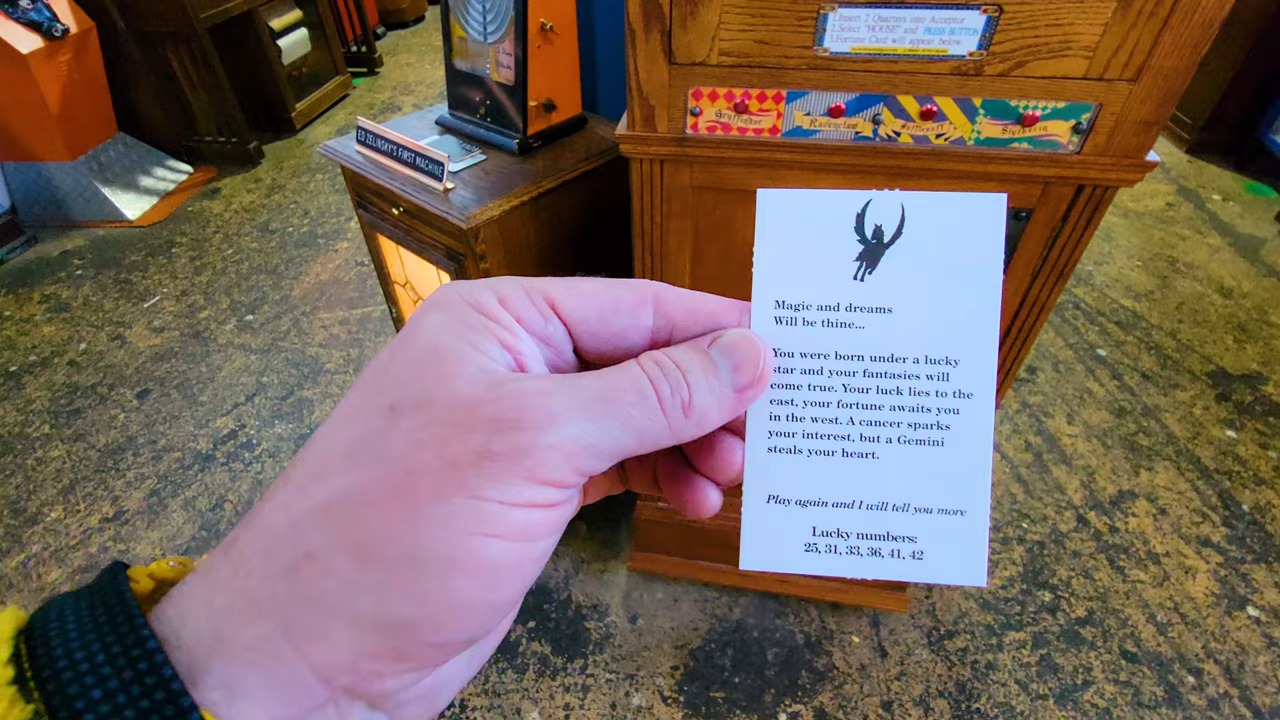 1.Insert 2 Quarters into Acceptor
2.Select "HOUSE" and PRESS BUTTON
3.Fortune Card will appear below.
Gryffindor
Ravenclaw
Hufflepuff
Slytherin
ED ZELINSKY'S FIRST MACHINE
Magic and dreams
Will be thine...
You were born under a lucky
star and your fantasies will
come true. Your luck lies to the
east, your fortune awaits you
in the west. A cancer sparks
your interest, but a Gemini
steals your heart.
Play again and I will tell you more
Lucky numbers:
25, 31, 33, 36, 41, 42